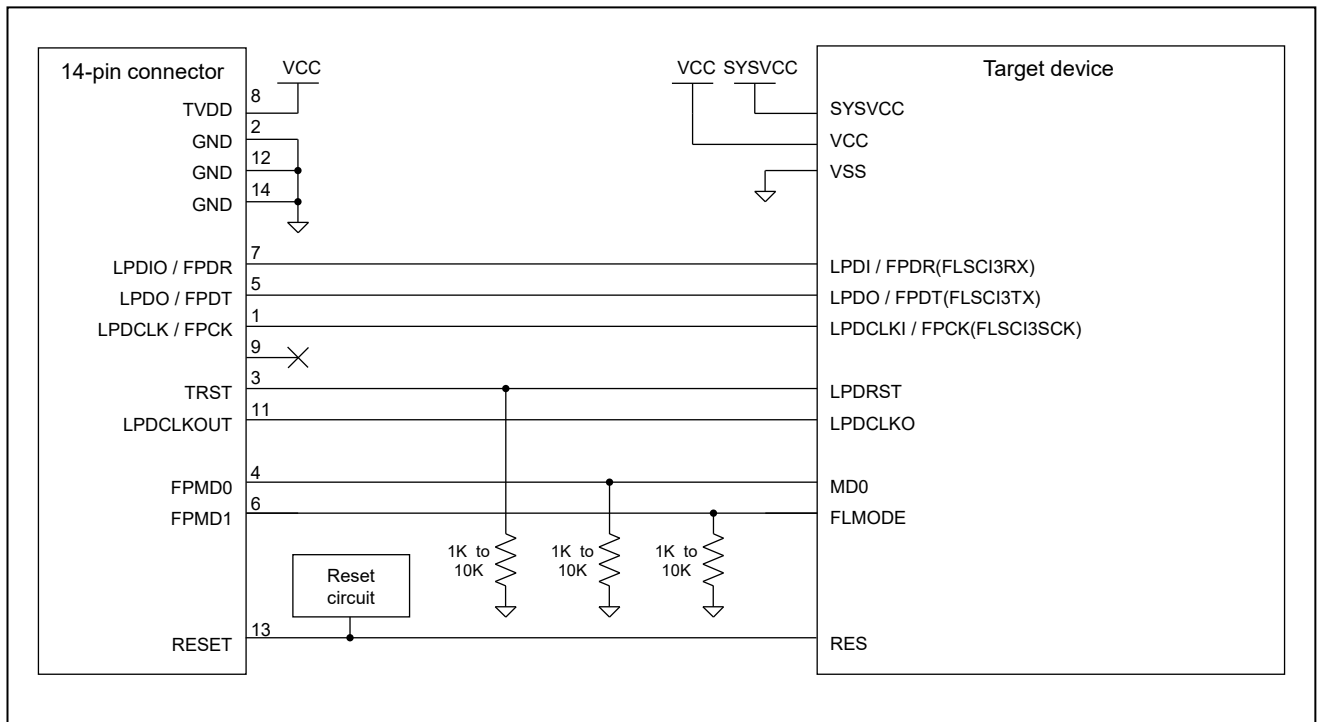 14-pin connector
VCC
VCC SYSVCC
Target device
8
TVDD
SYSVCC
2
GND
VCC
12
GND
VSS
14
GND
7
LPDIO / FPDR
LPDI / FPDR(FLSCI3RX)
5
LPDO / FPDT
LPDO / FPDT(FLSCI3TX)
1
LPDCLK / FPCK
LPDCLKI / FPCK(FLSCI3SCK)
9
3
TRST
LPDRST
11
LPDCLKOUT
LPDCLKO
4
FPMD0
MD0
6
FPMD1
FLMODE
1K to
10K
1K to
10K
1K to
10K
Reset
circuit
13
RESET
RES